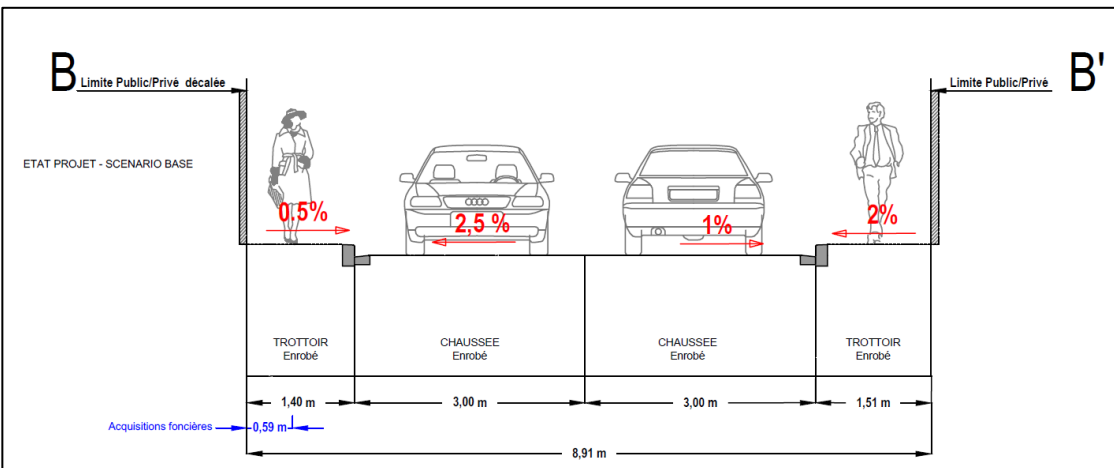 B Limite Public/Privé décalée
Limite Public/Privé B'
ETAT PROJET - SCENARIO BASE
0.5%
2,5 %
1%
2%
TROTTOIR
Enrobé
CHAUSSEE
Enrobé
CHAUSSEE
Enrobé
TROTTOIR
Enrobé
1,40 m
3,00 m
3,00 m
1,51 m
Acquisitions foncières
0,59 m
8,91 m